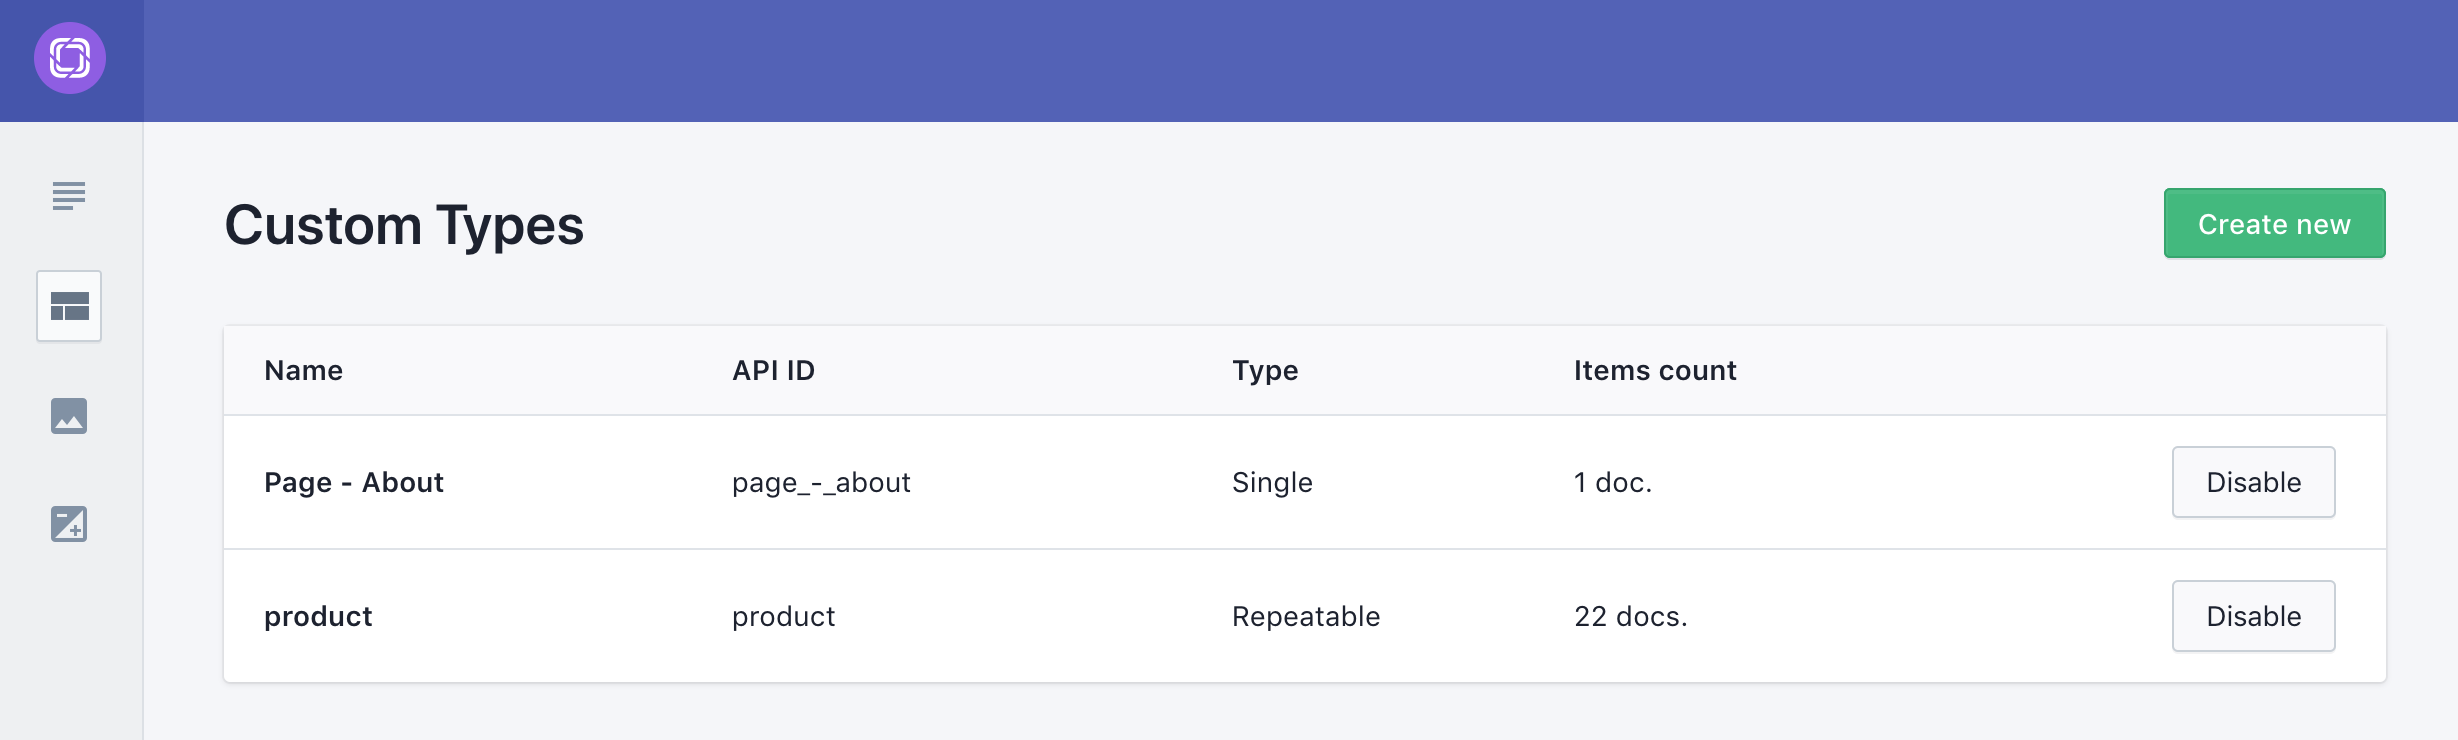 Custom Types
Create new
Name API ID Type Items count
Page - About page_-_about Single 1 doc. Disable
product product Repeatable 22 docs. Disable